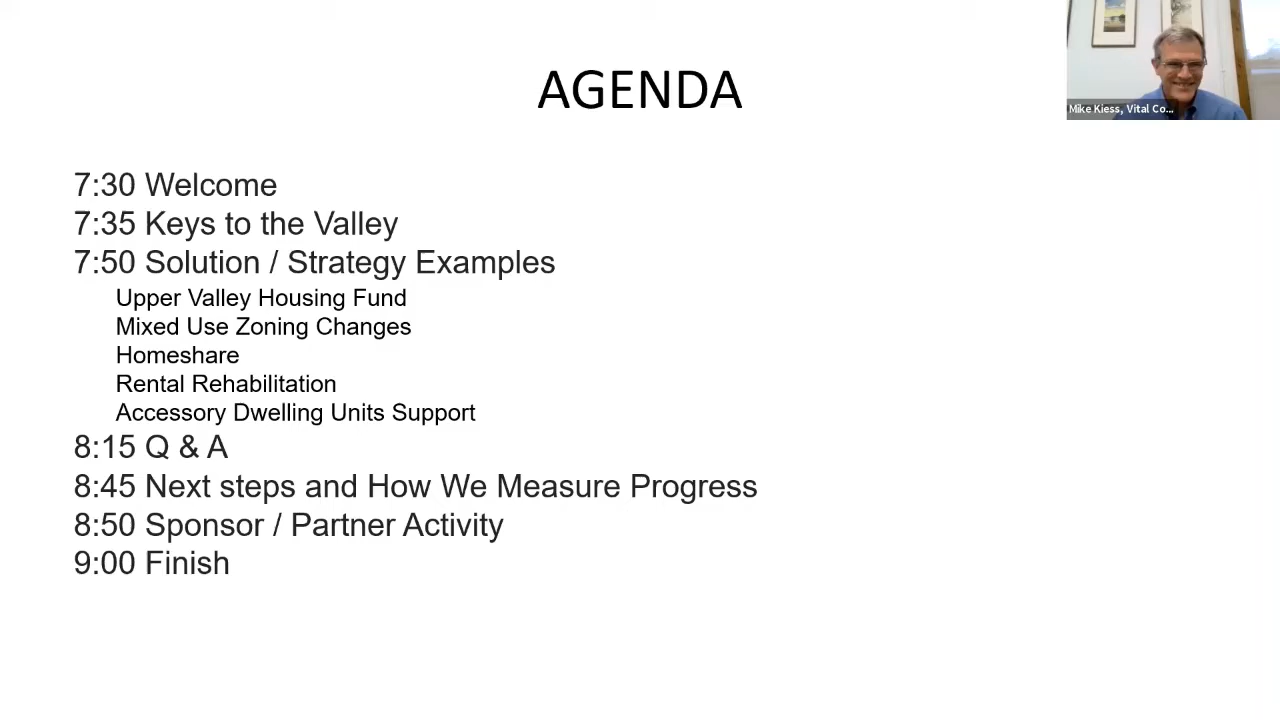 AGENDA
Mike Kiess, Vital Co...
7:30 Welcome
7:35 Keys to the Valley
7:50 Solution / Strategy Examples
Upper Valley Housing Fund
Mixed Use Zoning Changes
Homeshare
Rental Rehabilitation
Accessory Dwelling Units Support
8:15 Q & A
8:45 Next steps and How We Measure Progress
8:50 Sponsor / Partner Activity
9:00 Finish